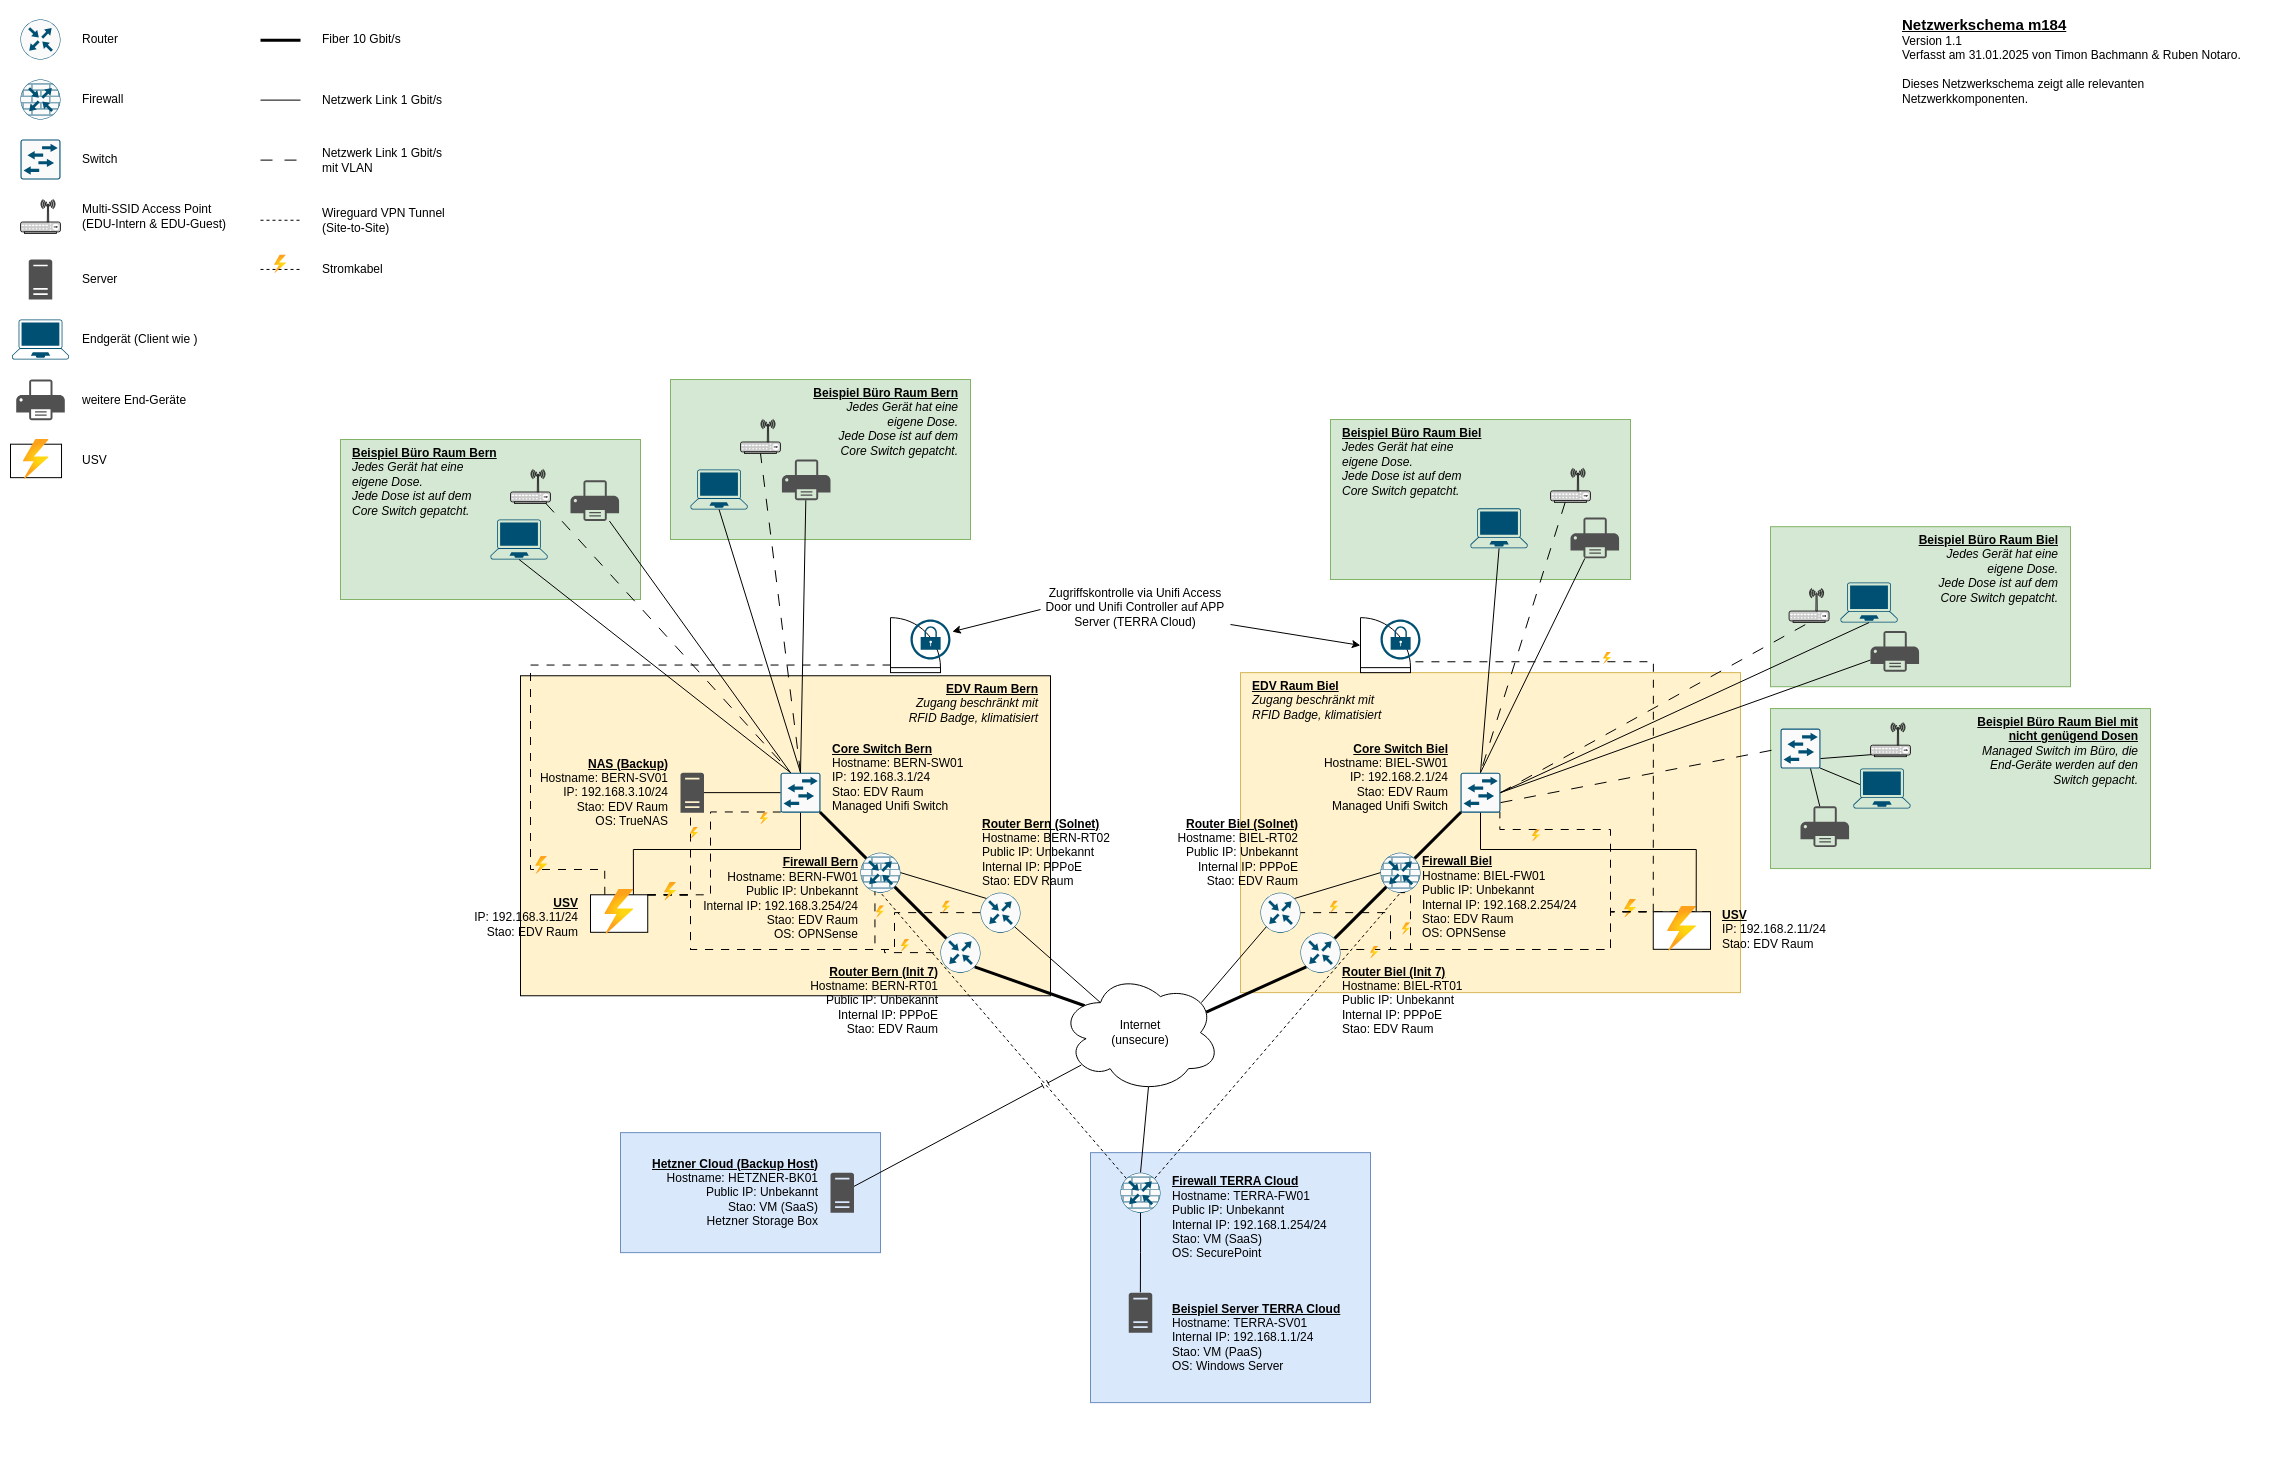 Router
Firewall
Switch
Multi-SSID Access Point
(EDU-Intern & EDU-Guest)
Server
Endgerät (Client wie )
weitere End-Geräte
USV
Fiber 10 Gbit/s
Netzwerk Link 1 Gbit/s
Netzwerk Link 1 Gbit/s
mit VLAN
Wireguard VPN Tunnel
(Site-to-Site)
Stromkabel
Netzwerkschema m184
Version 1.1
Verfasst am 31.01.2025 von Timon Bachmann & Ruben Notaro.
Dieses Netzwerkschema zeigt alle relevanten
Netzwerkkomponenten.
Beispiel Büro Raum Bern
Jedes Gerät hat eine
eigene Dose.
Jede Dose ist auf dem
Core Switch gepatcht.
Beispiel Büro Raum Bern
Jedes Gerät hat eine
eigene Dose.
Jede Dose ist auf dem
Core Switch gepatcht.
Beispiel Büro Raum Biel
Jedes Gerät hat eine
eigene Dose.
Jede Dose ist auf dem
Core Switch gepatcht.
Beispiel Büro Raum Biel
Jedes Gerät hat eine
eigene Dose.
Jede Dose ist auf dem
Core Switch gepatcht.
Beispiel Büro Raum Biel mit
nicht genügend Dosen
Managed Switch im Büro, die
End-Geräte werden auf den
Switch gepacht.
Zugriffskontrolle via Unifi Access
Door und Unifi Controller auf APP
Server (TERRA Cloud)
EDV Raum Bern
Zugang beschränkt mit
RFID Badge, klimatisiert
NAS (Backup)
Hostname: BERN-SV01
IP: 192.168.3.10/24
Stao: EDV Raum
OS: TrueNAS
Core Switch Bern
Hostname: BERN-SW01
IP: 192.168.3.1/24
Stao: EDV Raum
Managed Unifi Switch
Router Bern (Solnet)
Hostname: BERN-RT02
Public IP: Unbekannt
Internal IP: PPPoE
Stao: EDV Raum
Firewall Bern
Hostname: BERN-FW01
Public IP: Unbekannt
Internal IP: 192.168.3.254/24
Stao: EDV Raum
OS: OPNSense
USV
IP: 192.168.3.11/24
Stao: EDV Raum
Router Bern (Init 7)
Hostname: BERN-RT01
Public IP: Unbekannt
Internal IP: PPPoE
Stao: EDV Raum
EDV Raum Biel
Zugang beschränkt mit
RFID Badge, klimatisiert
Core Switch Biel
Hostname: BIEL-SW01
IP: 192.168.2.1/24
Stao: EDV Raum
Managed Unifi Switch
Router Biel (Solnet)
Hostname: BIEL-RT02
Public IP: Unbekannt
Internal IP: PPPoE
Stao: EDV Raum
Firewall Biel
Hostname: BIEL-FW01
Public IP: Unbekannt
Internal IP: 192.168.2.254/24
Stao: EDV Raum
OS: OPNSense
USV
IP: 192.168.2.11/24
Stao: EDV Raum
Router Biel (Init 7)
Hostname: BIEL-RT01
Public IP: Unbekannt
Internal IP: PPPoE
Stao: EDV Raum
Internet
(unsecure)
Hetzner Cloud (Backup Host)
Hostname: HETZNER-BK01
Public IP: Unbekannt
Stao: VM (SaaS)
Hetzner Storage Box
Firewall TERRA Cloud
Hostname: TERRA-FW01
Public IP: Unbekannt
Internal IP: 192.168.1.254/24
Stao: VM (SaaS)
OS: SecurePoint
Beispiel Server TERRA Cloud
Hostname: TERRA-SV01
Internal IP: 192.168.1.1/24
Stao: VM (PaaS)
OS: Windows Server